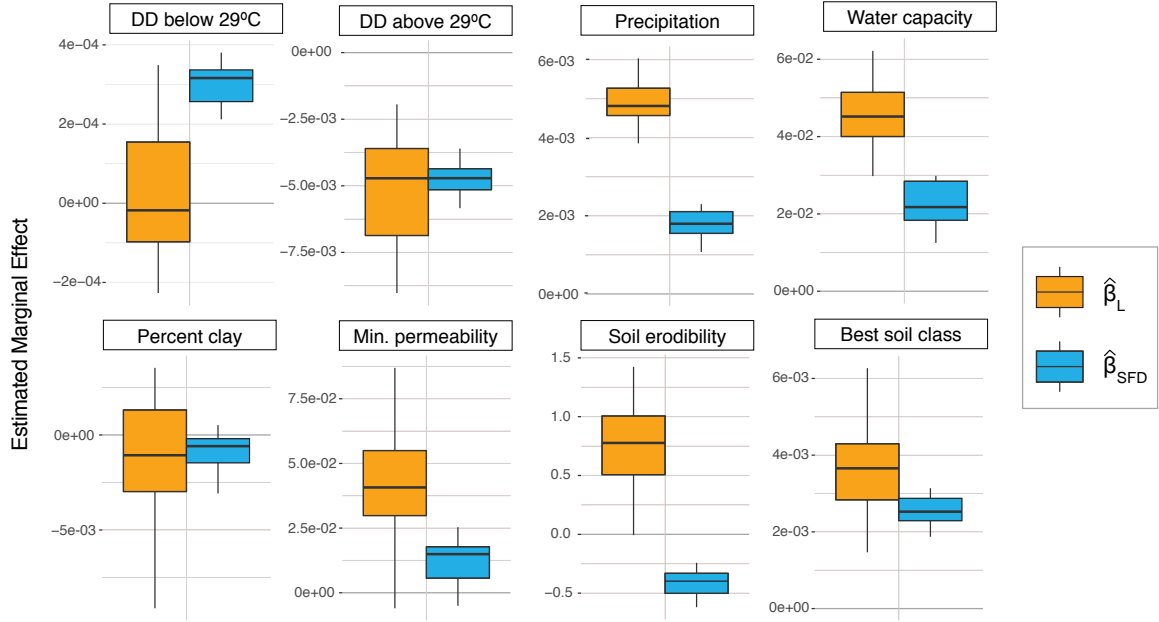 DD below 29ºC
DD above 29ºC
Precipitation
Water capacity
4e−04
2e−04
0e+00
−2e−04
0e+00
−2.5e−03
−5.0e−03
−7.5e−03
6e−03
4e−03
2e−03
0e+00
6e−02
4e−02
2e−02
0e+00
Estimated Marginal Effect
β̂L
β̂SFD
Percent clay
Min. permeability
Soil erodibility
Best soil class
0e+00
−5e−03
7.5e−02
5.0e−02
2.5e−02
0e+00
1.5
1.0
0.5
0.0
−0.5
6e−03
4e−03
2e−03
0e+00